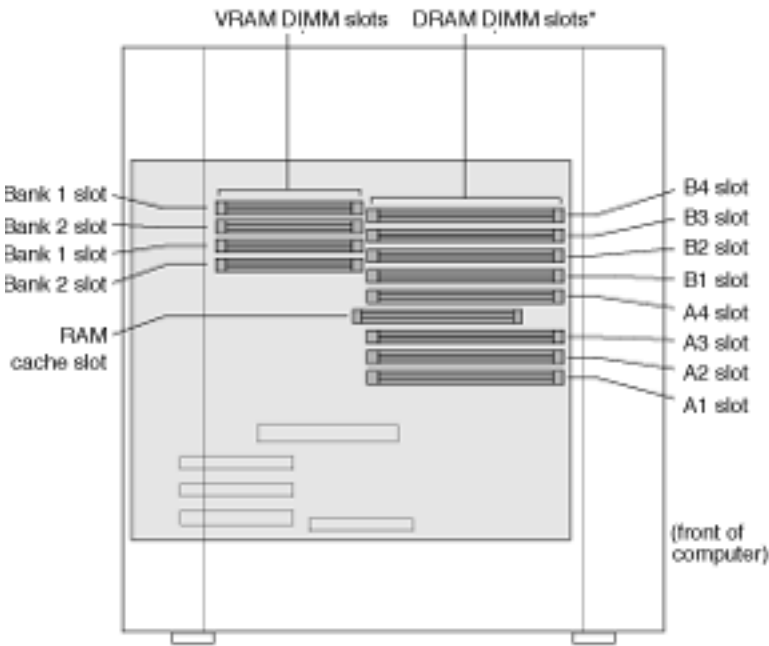 VRAM DIMM slots
DRAM DIMM slots*
Bank 1 slot
Bank 2 slot
Bank 1 slot
Bank 2 slot
RAM
cache slot
B4 slot
B3 slot
B2 slot
B1 slot
A4 slot
A3 slot
A2 slot
A1 slot
(front of
computer)